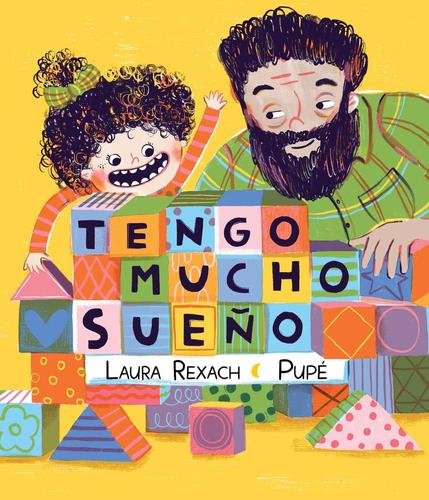 TENGO
MUCHO
SUEÑO
LAURA REXACH PUPÉ